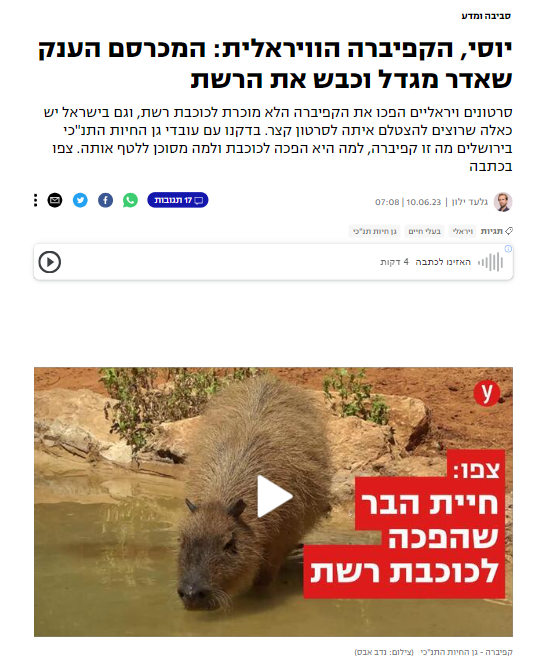 סביבה ומדע
יוסי, הקפיברה הוויראלית: המכרסם הענק
שאדר מגדל וכבש את הרשת
סרטונים ויראליים הפכו את הקפיברה הלא מוכרת לכוכבת רשת, וגם בישראל יש
כאלה שרוצים להצטלם איתה לסרטון קצר. בדקנו עם עובדי גן החיות התנ"כי
בירושלים מה זו קפיברה, למה היא הפכה לכוכבת ולמה מסוכן ללטף אותה. צפו
בכתבה
גלעד ילון | 10.06.23 | 07:08
17 תגובות
תגיות ויראלי בעלי חיים גן חיות תנ"כי
האזינו לכתבה 4 דקות
y
צפו:
חיית הבר
שהפכה
לכוכבת רשת
קפיברה - גן החיות התנ"כי (צילום: נדב אבס)